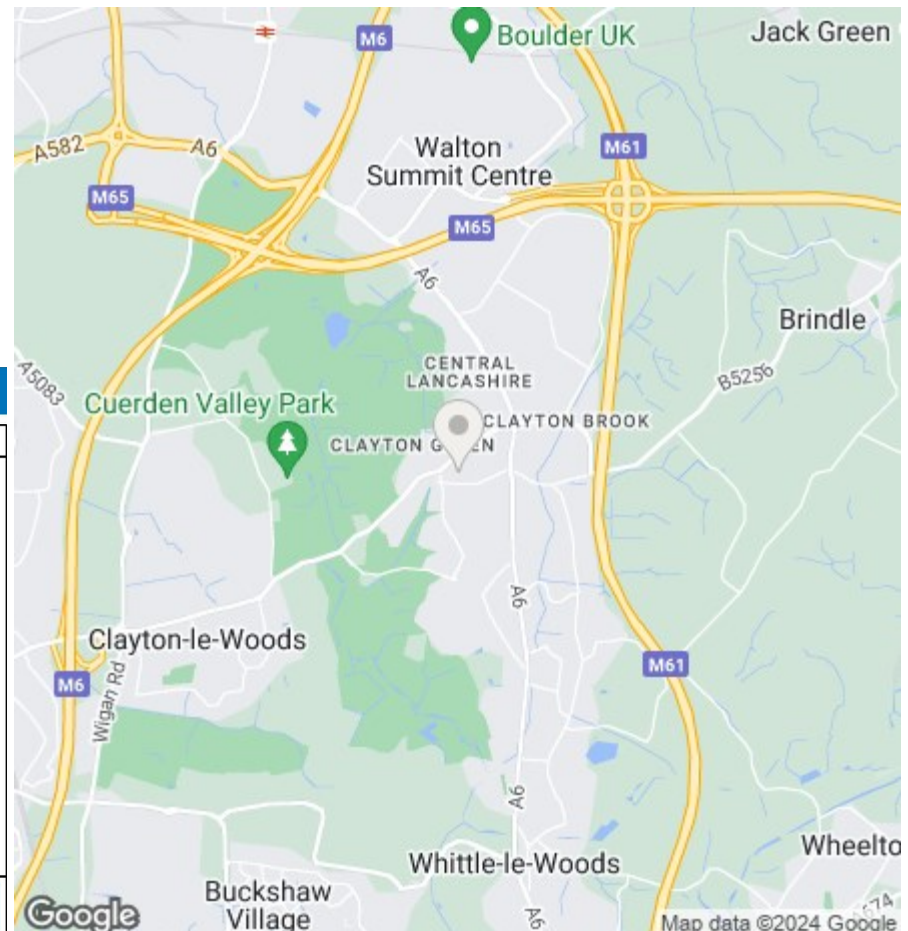 Boulder UK
Jack Green
M6
A582
A6
Walton
Summit Centre
M61
M65
M65
A6
Brindle
A5083
CENTRAL
LANCASHIRE
B5256
Cuerden Valley Park
CLAYTON BROOK
CLAYTON G EN
A6
Clayton-le-Woods
M61
M6
Wigan Rd
A6
Whittle-le-Woods
Wheelto
Buckshaw
Village
A674
A6
Google
Map data ©2024 Google